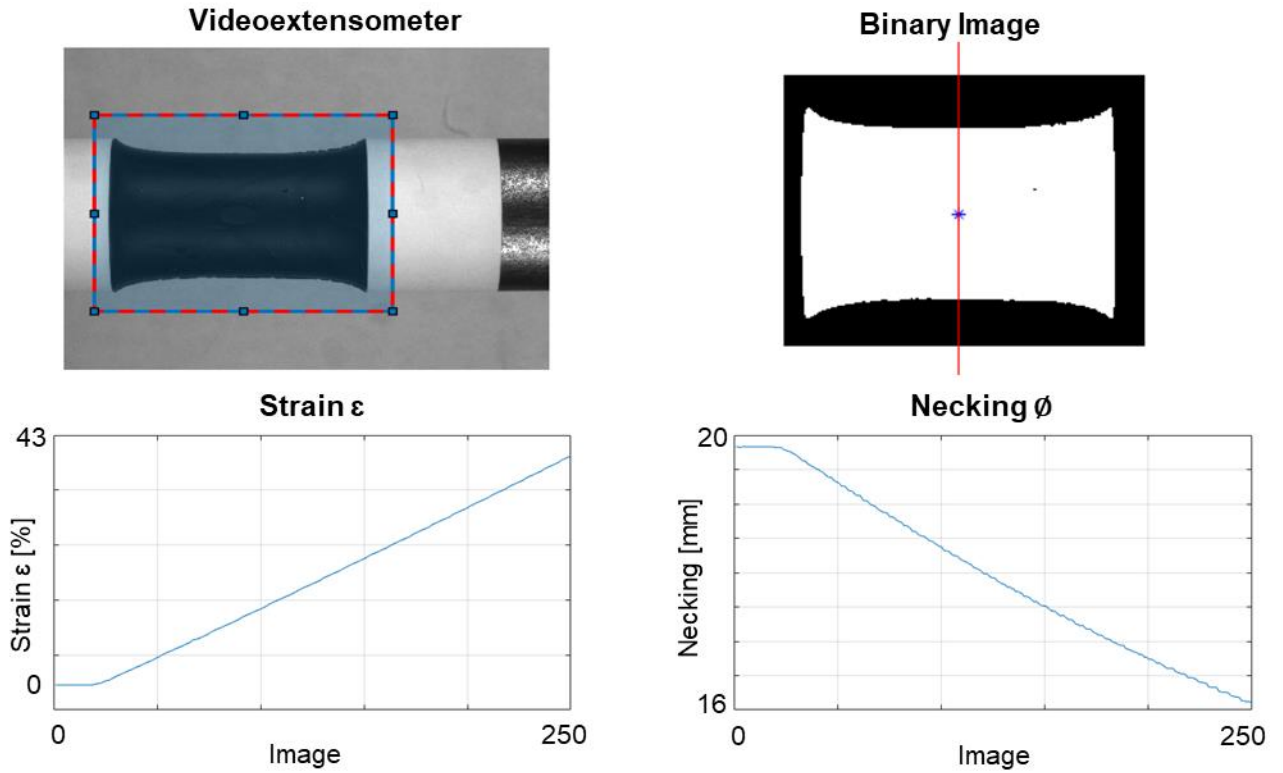 Videoextensometer
Binary Image
Strain ε
43
Strain ε [%]
0
0
250
Image
Necking Ø
20
Necking [mm]
16
0
250
Image